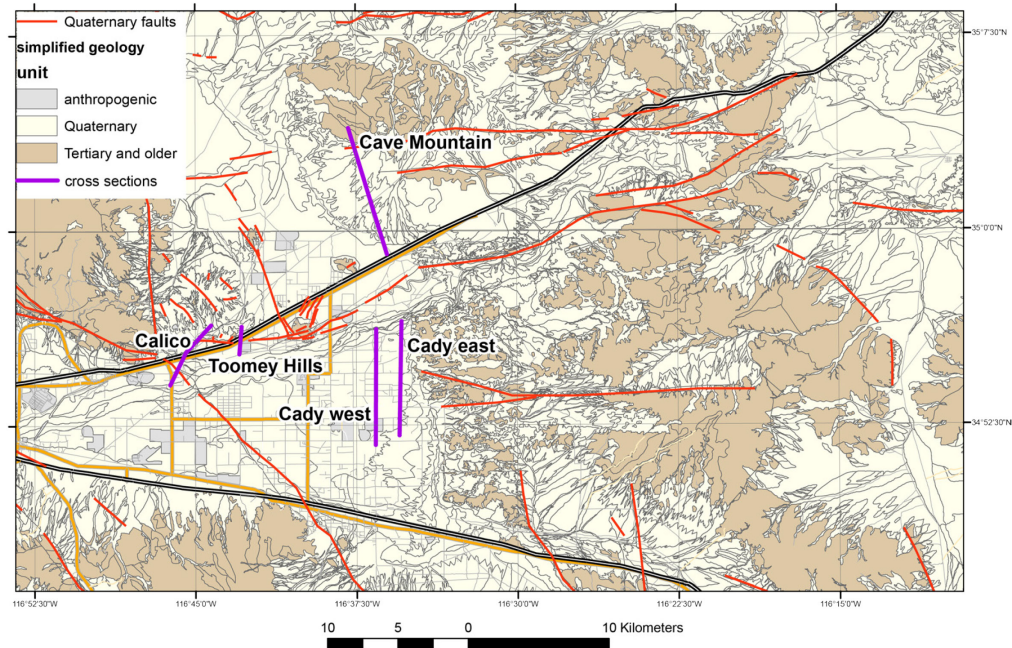 Quaternary faults
simplified geology
unit
anthropogenic
Quaternary
Tertiary and older
cross sections
35°7'30"N
Cave Mountain
35°0'0"N
Calico
Cady east
Toomey Hills
Cady west
34°52'30"N
116°52'30"W 116°45'0"W 116°37'30"W 116°30'0"W 116°22'30"W 116°15'0"W
10 5 0 10 Kilometers